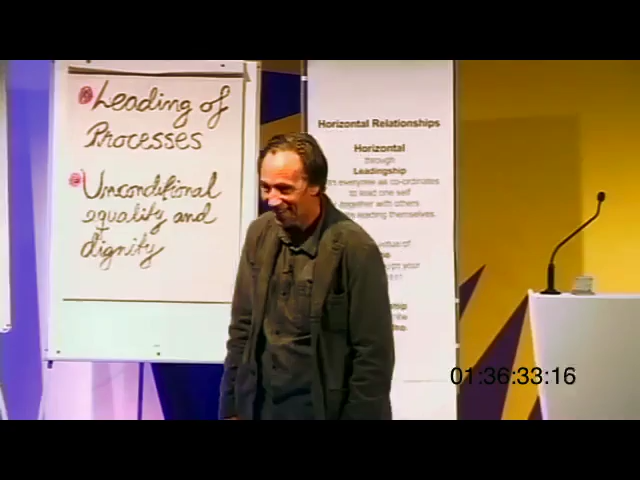 Leading of
Processes
Unconditional
equality and
dignity
Horizontal Relationships
Horizontal
through
Leadingship
everyone as co-ordinates
to lead one self
together with others
are leading themselves.
01:36:33:16